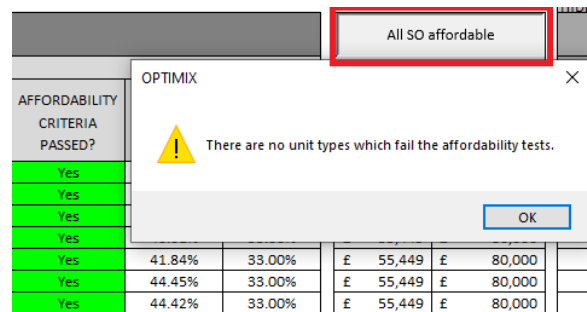 All SO affordable
OPTIMIX
AFFORDABILITY
CRITERIA
PASSED?
There are no unit types which fail the affordability tests.
OK
Yes
Yes
Yes
Yes
Yes 41.84% 33.00% £ 55,449 £ 80,000
Yes 44.45% 33.00% £ 55,449 £ 80,000
Yes 44.42% 33.00% £ 55,449 £ 80,000